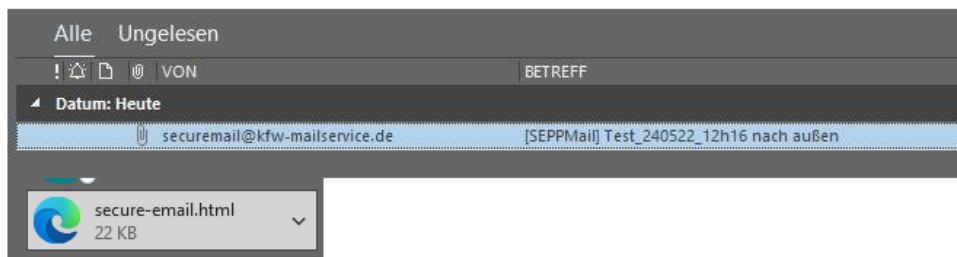 Alle Ungelesen
! VON BETREFF
Datum: Heute
securemail@kfw-mailservice.de [SEPPMail] Test_240522_12h16 nach außen
secure-email.html
22 KB